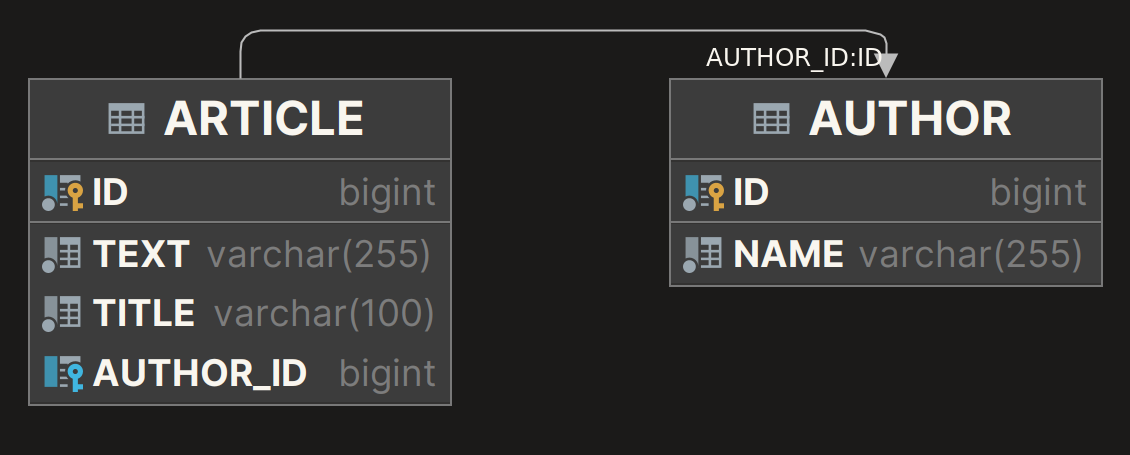 AUTHOR_ID:ID
ARTICLE
ID bigint
TEXT varchar(255)
TITLE varchar(100)
AUTHOR_ID bigint
AUTHOR
ID bigint
NAME varchar(255)